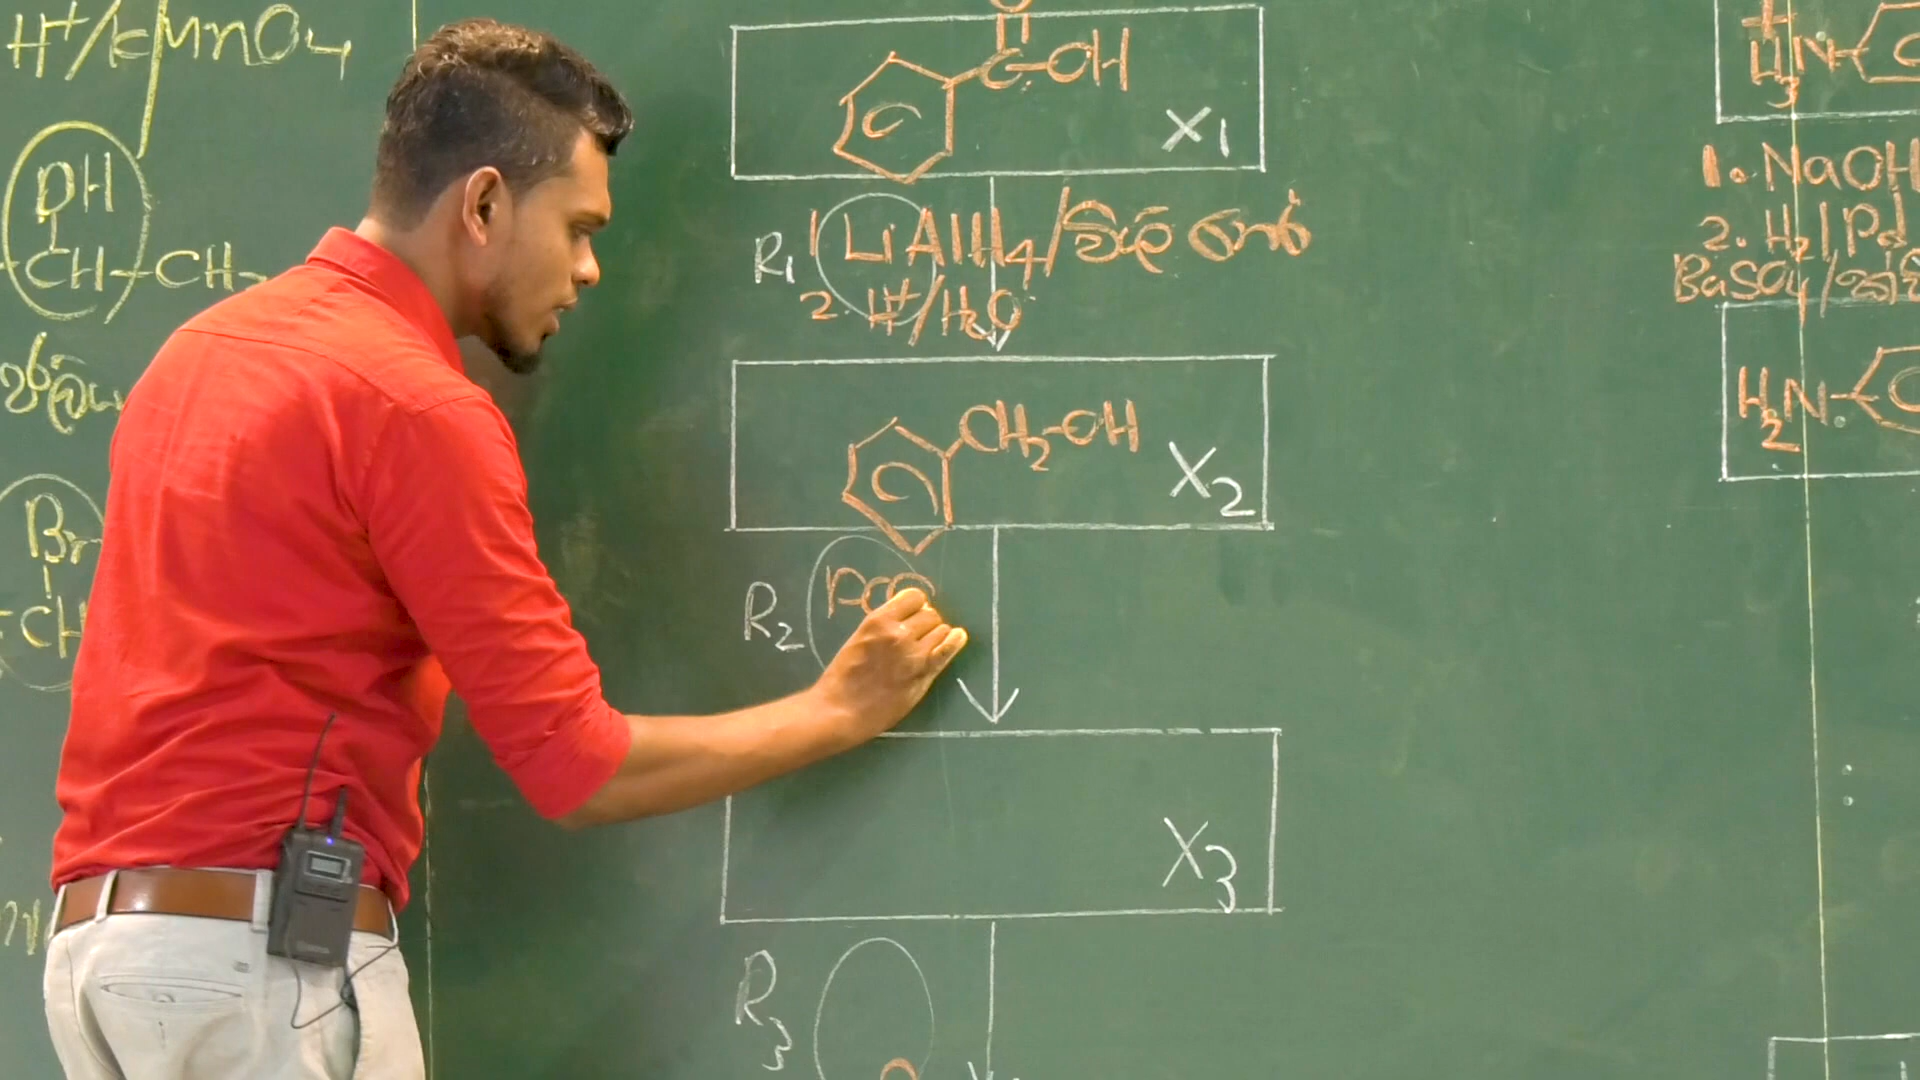 H⁺/KMnO₄
OH
CH-CH-
Br
CH
O
C-OH
X₁
R₁
1 LiAlH₄/වියළි ඊතර්
2. H⁺/H₂O
CH₂-OH
X₂
R₂
PCC
X₃
R₃
H₃N
+
1. NaOH
2. H₂/Pd
BaSO₄/
H₂N